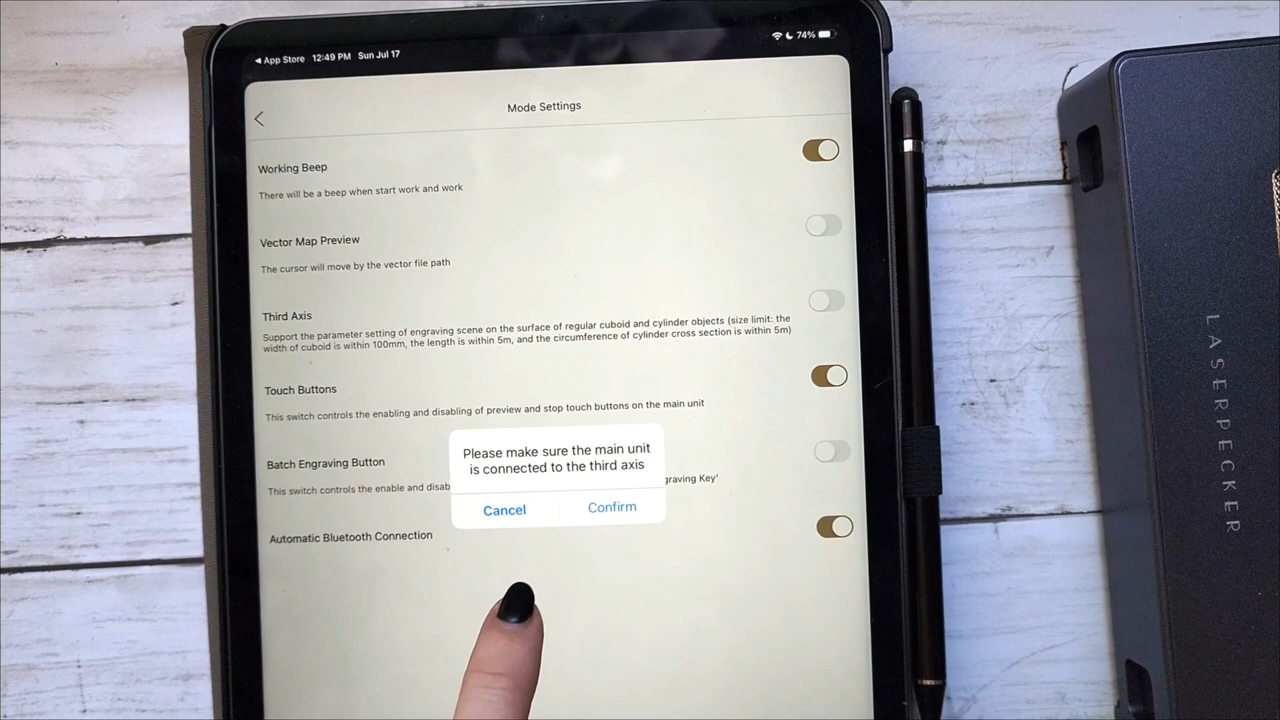 App Store 12:49 PM Sun Jul 17
74%
Mode Settings
Working Beep
There will be a beep when start work and work
Vector Map Preview
The cursor will move by the vector file path
Third Axis
Support the parameter setting of engraving scene on the surface of regular cuboid and cylinder objects (size limit: the
width of cuboid is within 100mm, the length is within 5m, and the circumference of cylinder cross section is within 5m)
Touch Buttons
This switch controls the enabling and disabling of preview and stop touch buttons on the main unit
Batch Engraving Button
This switch controls the enable and Key'
Please make sure the main unit
is connected to the third axis
Cancel Confirm
Automatic Bluetooth Connection
LASERPECKER